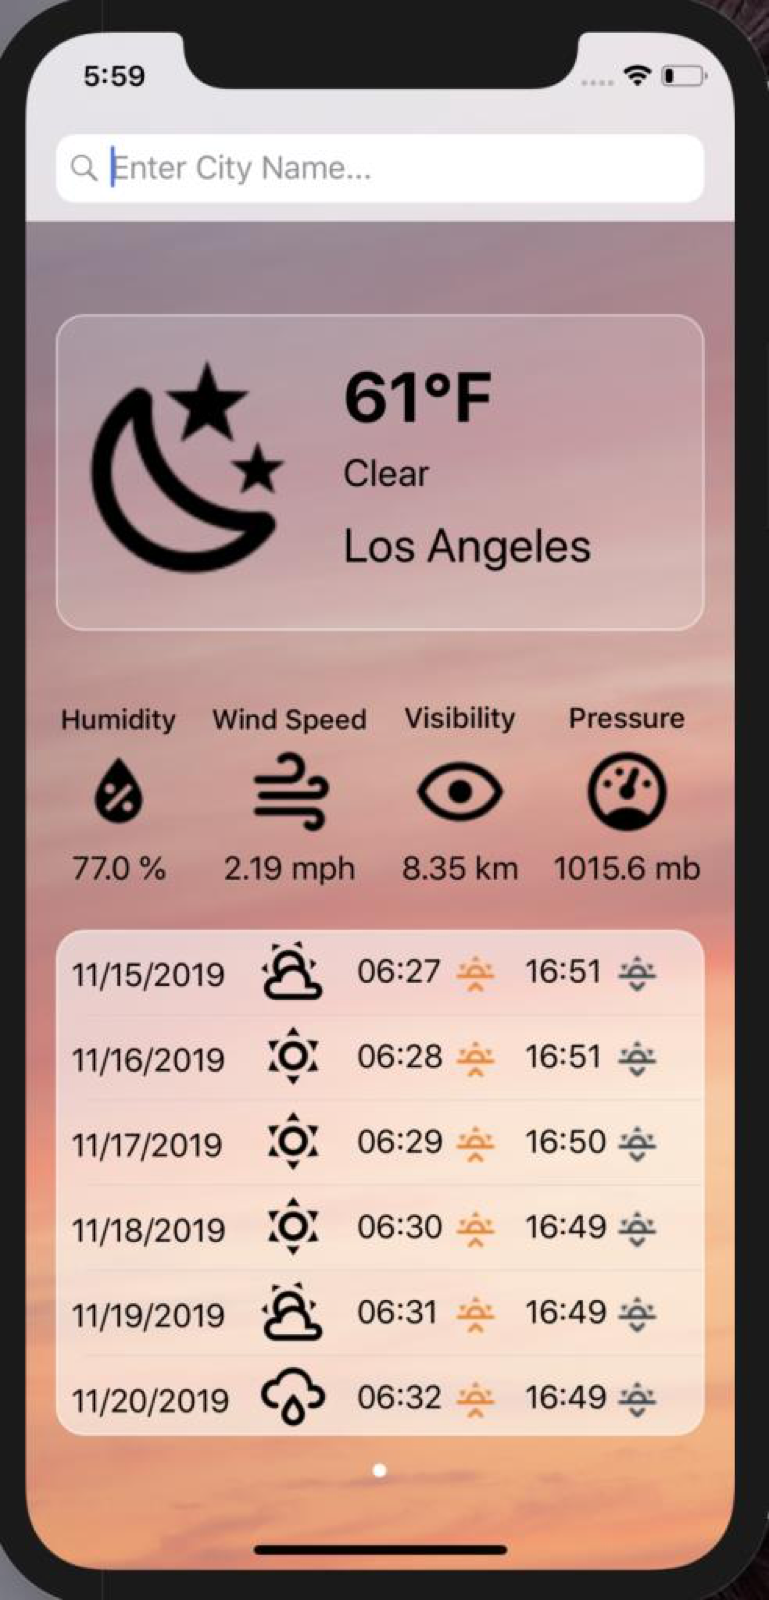 5:59
Enter City Name...
61°F
Clear
Los Angeles
Humidity Wind Speed Visibility Pressure
77.0 % 2.19 mph 8.35 km 1015.6 mb
11/15/2019 06:27 16:51
11/16/2019 06:28 16:51
11/17/2019 06:29 16:50
11/18/2019 06:30 16:49
11/19/2019 06:31 16:49
11/20/2019 06:32 16:49